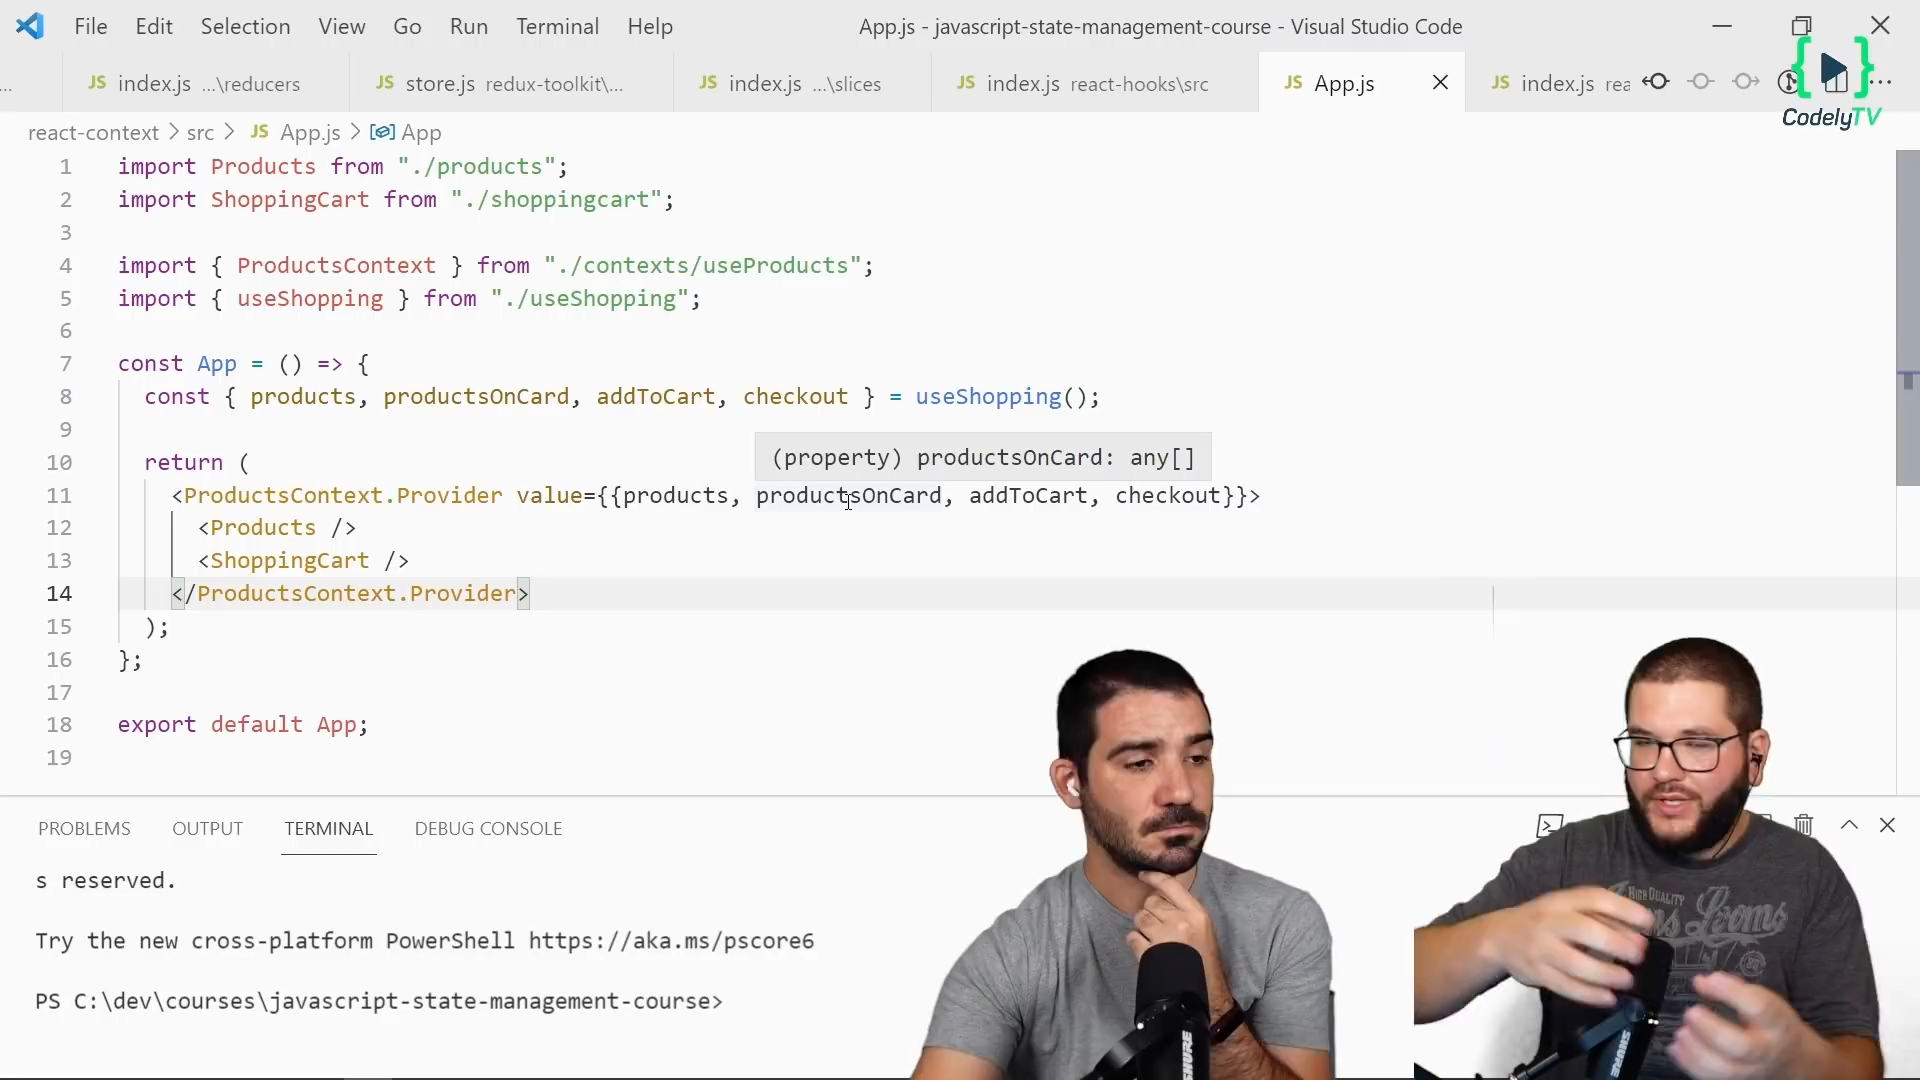 File Edit Selection View Go Run Terminal Help App.js - javascript-state-management-course - Visual Studio Code
... JS index.js ...\reducers JS store.js redux-toolkit\... JS index.js ...\slices JS index.js react-hooks\src JS App.js JS index.js rea
CodelyTV
react-context > src > JS App.js > App
1 import Products from "./products";
2 import ShoppingCart from "./shoppingcart";
3
4 import { ProductsContext } from "./contexts/useProducts";
5 import { useShopping } from "./useShopping";
6
7 const App = () => {
8 const { products, productsOnCard, addToCart, checkout } = useShopping();
9
(property) productsOnCard: any[]
10 return (
11 <ProductsContext.Provider value={{products, productsOnCard, addToCart, checkout}}>
12 <Products />
13 <ShoppingCart />
14 </ProductsContext.Provider>
15 );
16 };
17
18 export default App;
19
PROBLEMS OUTPUT TERMINAL DEBUG CONSOLE
s reserved.
Try the new cross-platform PowerShell https://aka.ms/pscore6
PS C:\dev\courses\javascript-state-management-course>
HIGH QUALITY
Looms
SHURE
SHURE